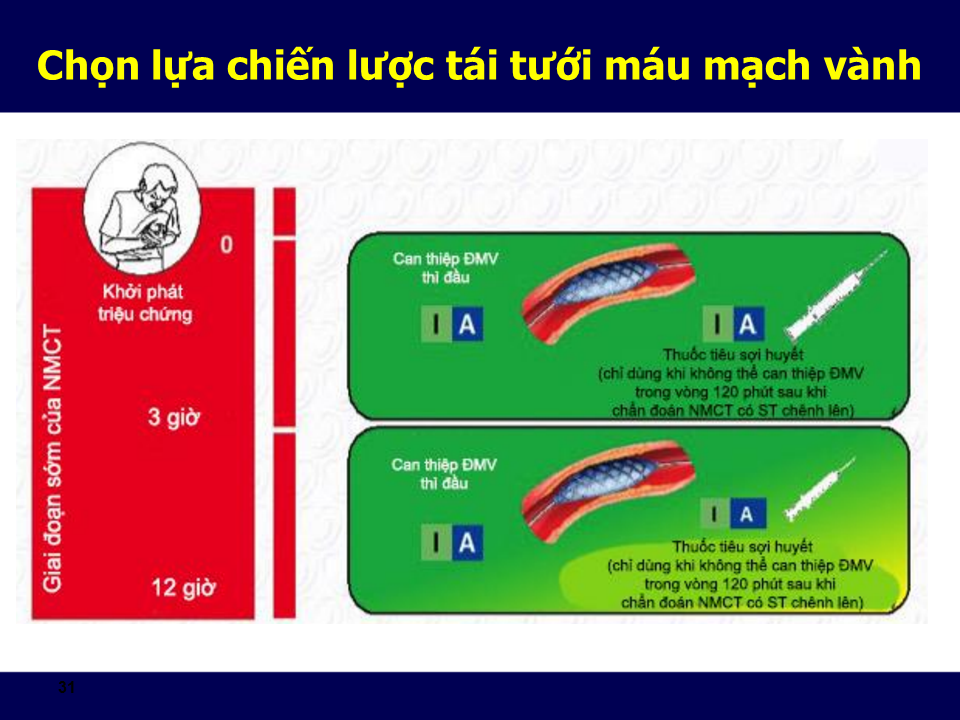 Chọn lựa chiến lược tái tưới máu mạch vành
0
Khởi phát
triệu chứng
Giai đoạn sớm của NMCT
3 giờ
12 giờ
Can thiệp ĐMV
thì đầu
I A
I A
Thuốc tiêu sợi huyết
(chỉ dùng khi không thể can thiệp ĐMV
trong vòng 120 phút sau khi
chẩn đoán NMCT có ST chênh lên)
Can thiệp ĐMV
thì đầu
I A
I A
Thuốc tiêu sợi huyết
(chỉ dùng khi không thể can thiệp ĐMV
trong vòng 120 phút sau khi
chẩn đoán NMCT có ST chênh lên)
31